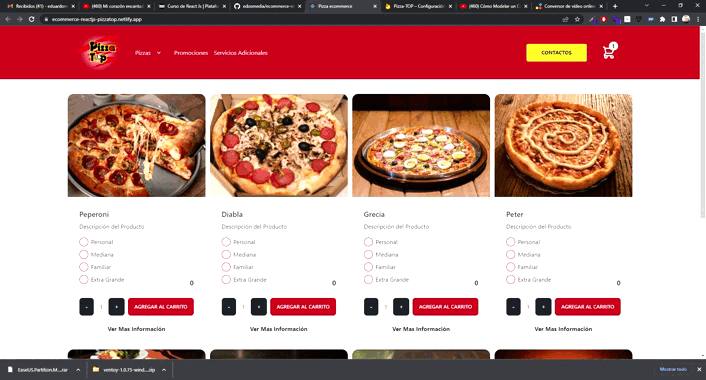 Recibidos (41) - eduardom
(460) Mi corazón encantad
Curso de React Js | Plataf
edoomedia/ecommerce-r
Pizza ecommerce
Pizza-TOP – Configuración
(460) Cómo Modelar un D
Conversor de vídeo online:
ecommerce-reactjs-pizzatop.netlify.app
Pizza Top
Pizzas
Promociones
Servicios Adicionales
CONTACTOS
1
Peperoni
Diabla
Grecia
Peter
Descripción del Producto
Descripción del Producto
Descripción del Producto
Descripción del Producto
Personal
Personal
Personal
Personal
Mediana
Mediana
Mediana
Mediana
Familiar
Familiar
Familiar
Familiar
Extra Grande 0
Extra Grande 0
Extra Grande 0
Extra Grande 0
- 1 + AGREGAR AL CARRITO
- 1 + AGREGAR AL CARRITO
- 1 + AGREGAR AL CARRITO
- 1 + AGREGAR AL CARRITO
Ver Mas Información
Ver Mas Información
Ver Mas Información
Ver Mas Información
EaseUS.Partition.M....rar
ventoy-1.0.75-wind....zip
Mostrar todo